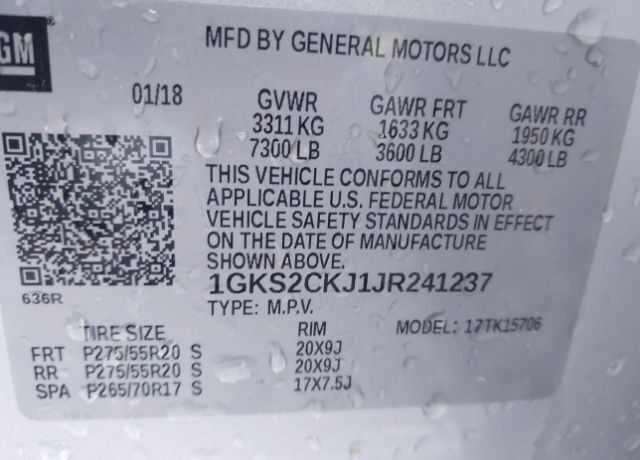 GM
MFD BY GENERAL MOTORS LLC
01/18 GVWR GAWR FRT GAWR RR
3311 KG 1633 KG 1950 KG
7300 LB 3600 LB 4300 LB
THIS VEHICLE CONFORMS TO ALL
APPLICABLE U.S. FEDERAL MOTOR
VEHICLE SAFETY STANDARDS IN EFFECT
ON THE DATE OF MANUFACTURE
SHOWN ABOVE.
1GKS2CKJ1JR241237
636R
TYPE: M.P.V. MODEL: 17TK15706
TIRE SIZE RIM
FRT P275/55R20 S 20X9J
RR P275/55R20 S 20X9J
SPA P265/70R17 S 17X7.5J